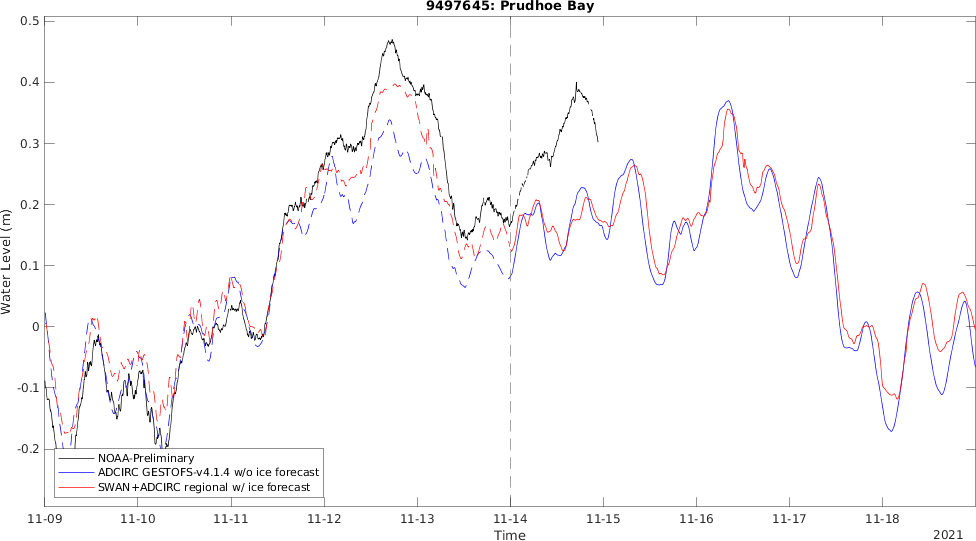 9497645: Prudhoe Bay
0.5
0.4
0.3
0.2
0.1
0
-0.1
-0.2
Water Level (m)
NOAA-Preliminary
ADCIRC GESTOFS-v4.1.4 w/o ice forecast
SWAN+ADCIRC regional w/ ice forecast
11-09 11-10 11-11 11-12 11-13 11-14 11-15 11-16 11-17 11-18
Time
2021